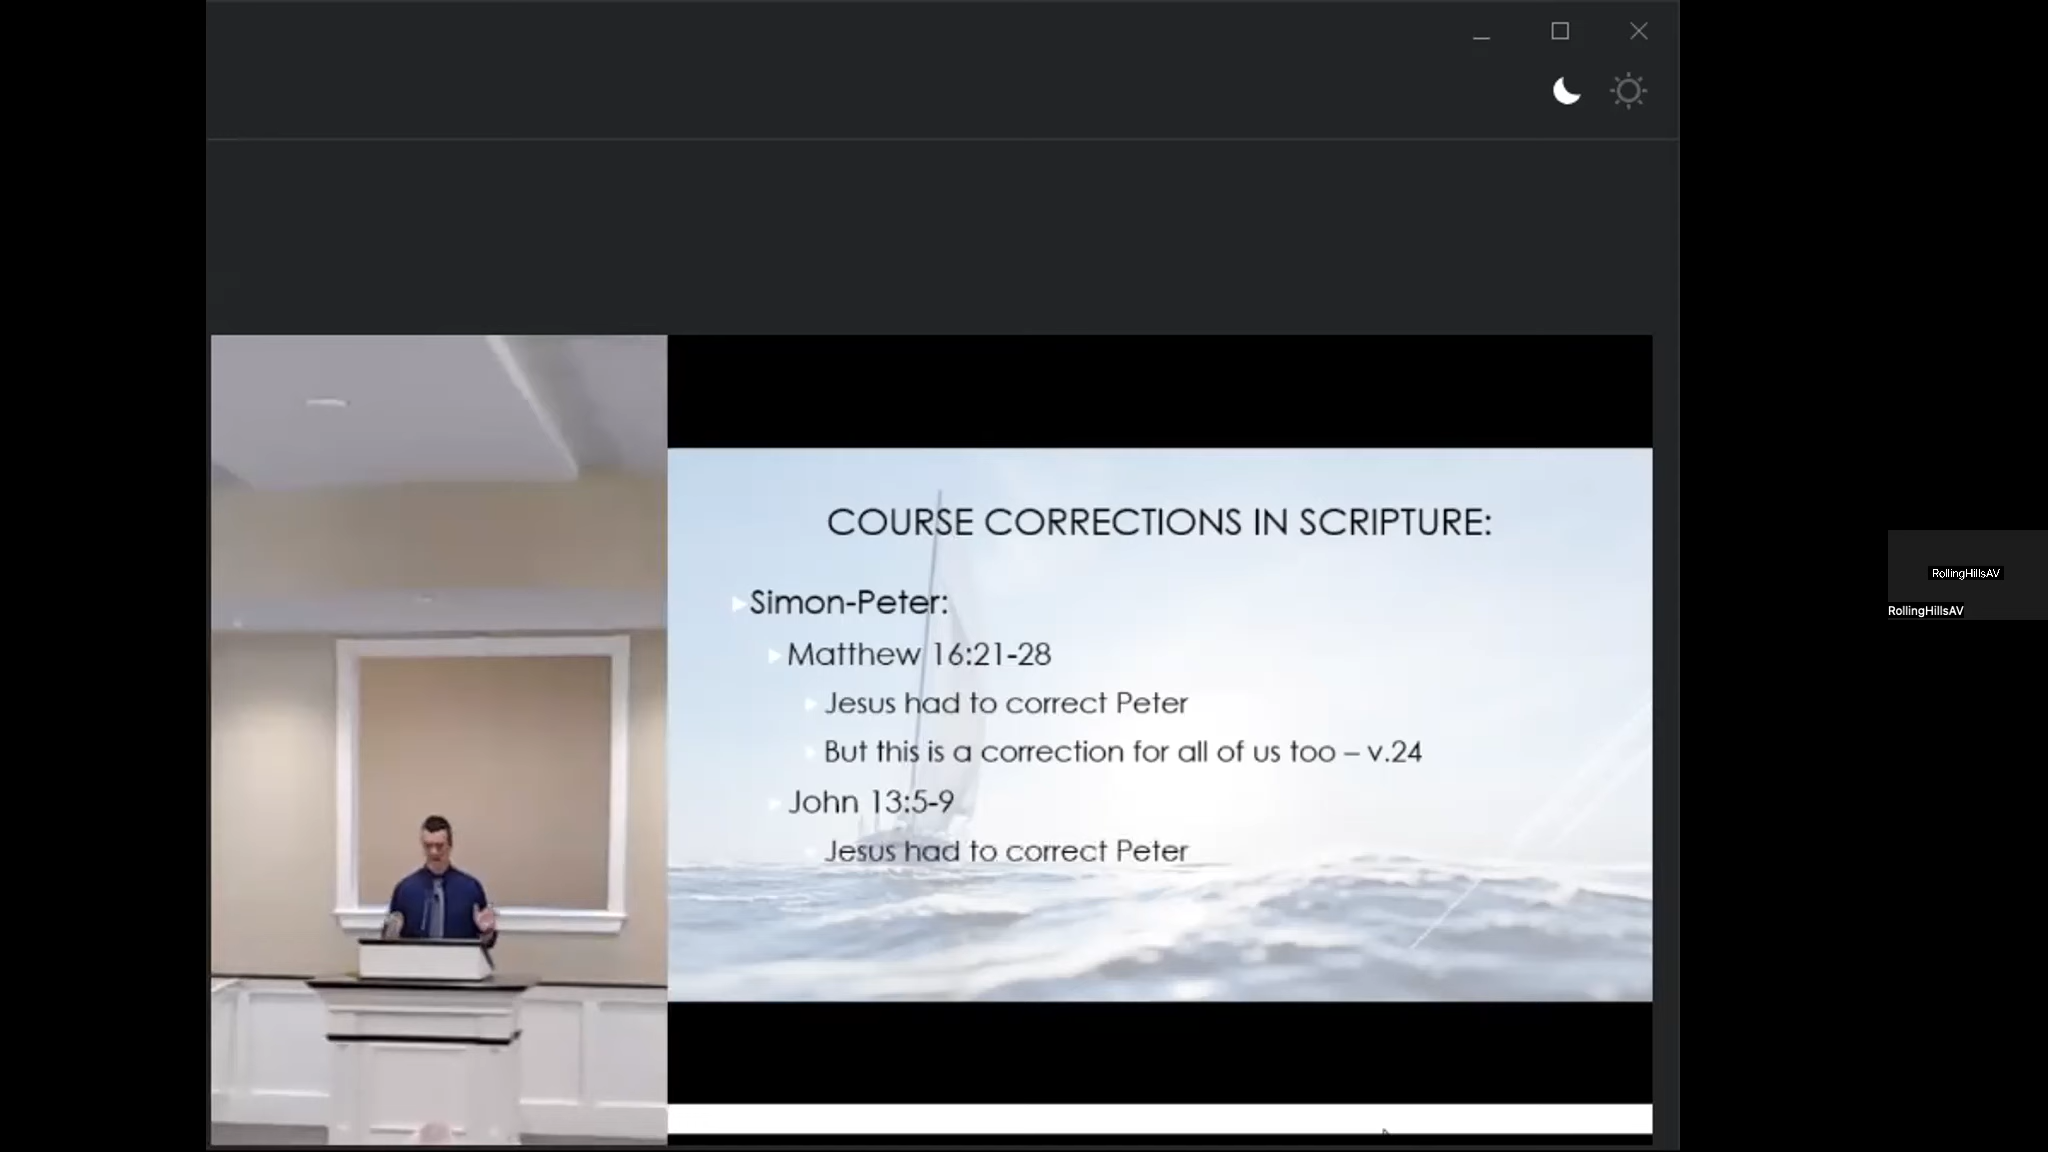 COURSE CORRECTIONS IN SCRIPTURE:
Simon-Peter:
Matthew 16:21-28
Jesus had to correct Peter
But this is a correction for all of us too – v.24
John 13:5-9
Jesus had to correct Peter
RollingHillsAV
RollingHillsAV